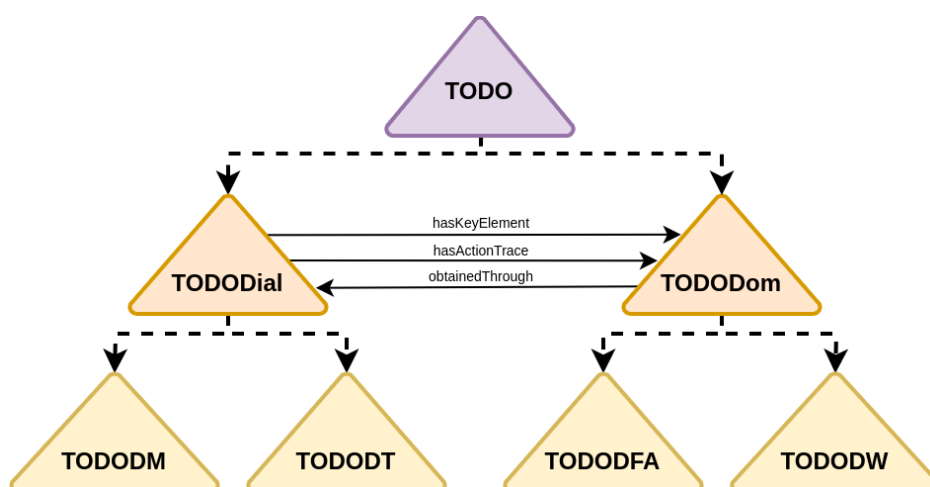 TODO
hasKeyElement
hasActionTrace
obtainedThrough
TODODial
TODODom
TODODM
TODODT
TODODFA
TODODW